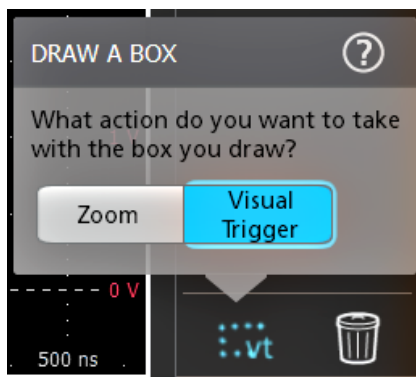 DRAW A BOX
?
What action do you want to take
with the box you draw?
Zoom
Visual
Trigger
0 V
500 ns
vt